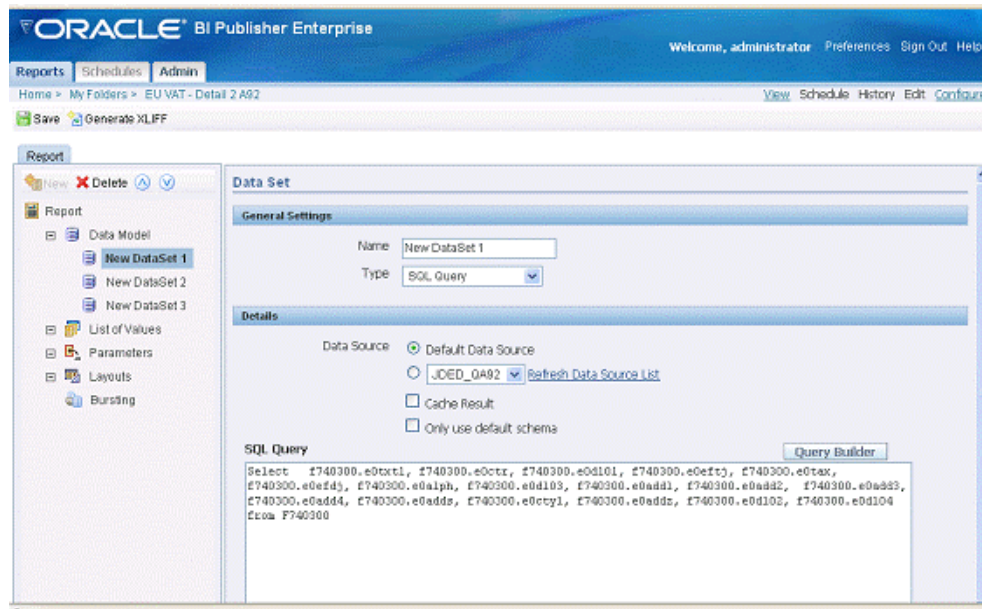 ORACLE® BI Publisher Enterprise
Welcome, administrator Preferences Sign Out Help
Reports Schedules Admin
Home > My Folders > EU VAT - Detail 2 A92 View Schedule History Edit Configure
Save Generate XLIFF
Report
New Delete
Data Set
Report
General Settings
Data Model
Name New DataSet 1
New DataSet 1
Type SQL Query
New DataSet 2
New DataSet 3
Details
List of Values
Data Source Default Data Source
Parameters
JDED_QA92 Refresh Data Source List
Layouts
Cache Result
Bursting
Only use default schema
SQL Query Query Builder
Select f740300.e0txt1, f740300.e0ctr, f740300.e0dl01, f740300.e0eftj, f740300.e0tax,
f740300.e0efdj, f740300.e0alph, f740300.e0dl03, f740300.e0add1, f740300.e0add2, f740300.e0add3,
f740300.e0add4, f740300.e0adds, f740300.e0cty1, f740300.e0addz, f740300.e0dl02, f740300.e0dl04
from F740300